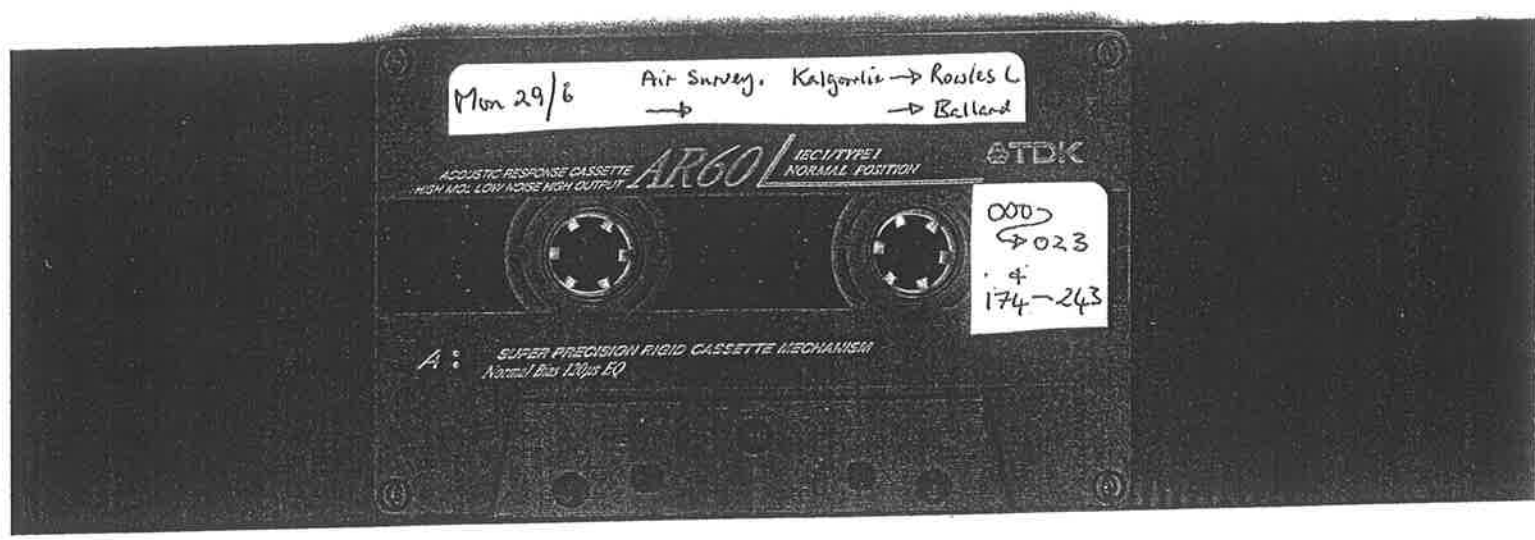 Mon 29/6 Air Survey. Kalgoorlie → Rowles L
→ → Ballard
ACOUSTIC RESPONSE CASSETTE
HIGH MOL LOW NOISE HIGH OUTPUT
AR60
IEC I/TYPE I
NORMAL POSITION
TDK
000
↳ 023
&
174-243
A: SUPER PRECISION RIGID CASSETTE MECHANISM
Normal Bias 120μs EQ